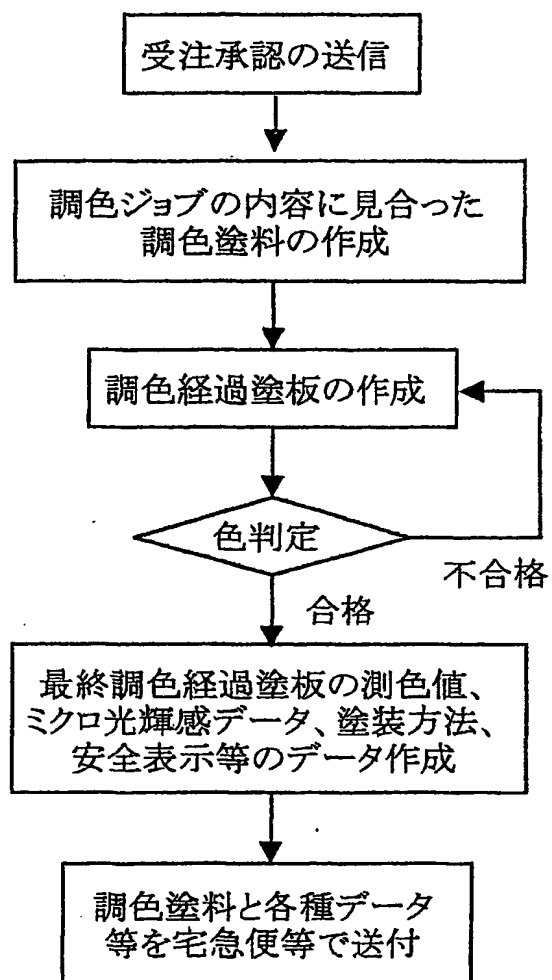 受注承認の送信
調色ジョブの内容に見合った
調色塗料の作成
調色経過塗板の作成
色判定
不合格
合格
最終調色経過塗板の測色値、
ミクロ光輝感データ、塗装方法、
安全表示等のデータ作成
調色塗料と各種データ
等を宅急便等で送付